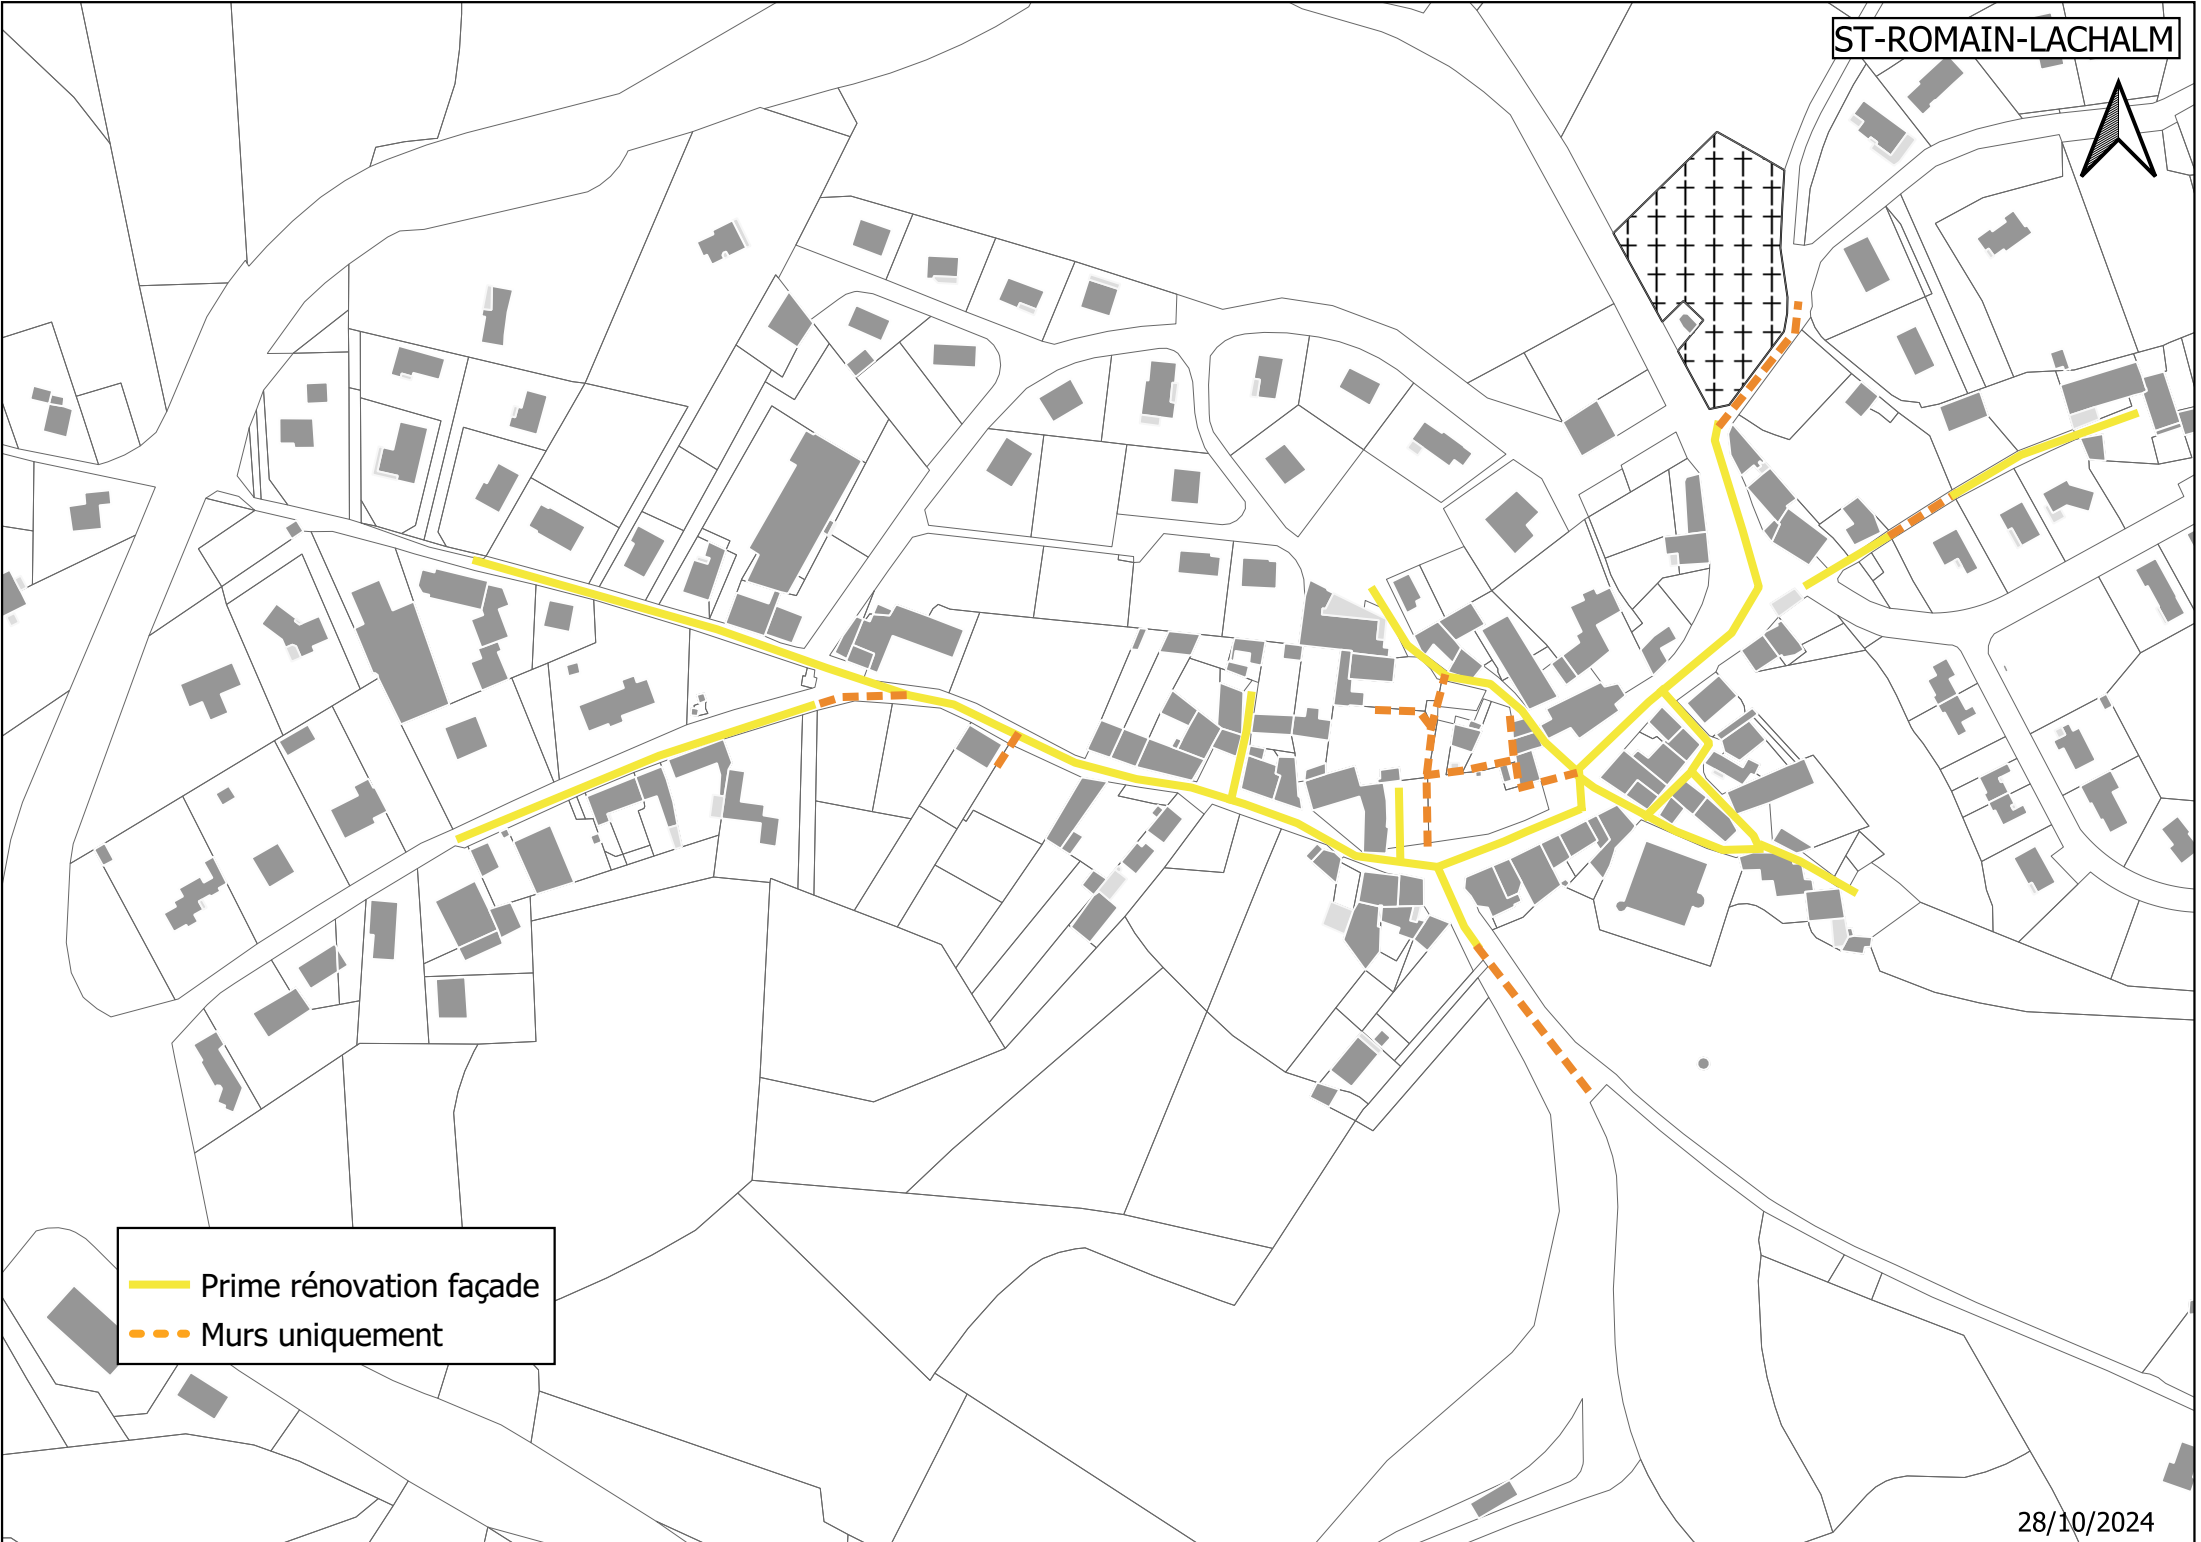 ST-ROMAIN-LACHALM
Prime rénovation façade
Murs uniquement
28/10/2024